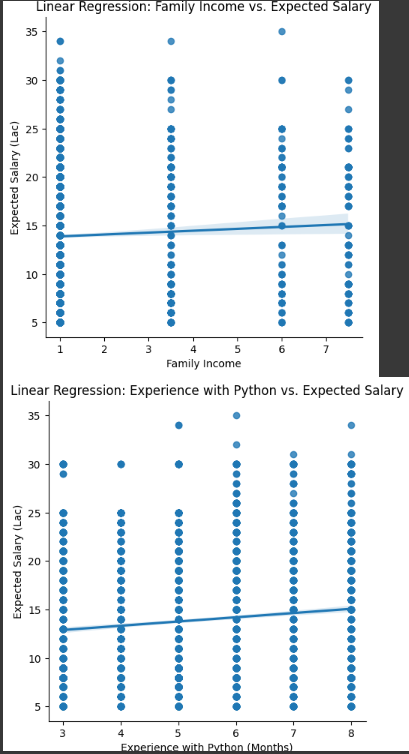 Linear Regression: Family Income vs. Expected Salary
35
30
25
20
15
10
5
Expected Salary (Lac)
1 2 3 4 5 6 7
Family Income
Linear Regression: Experience with Python vs. Expected Salary
35
30
25
20
15
10
5
Expected Salary (Lac)
3 4 5 6 7 8
Experience with Python (Months)